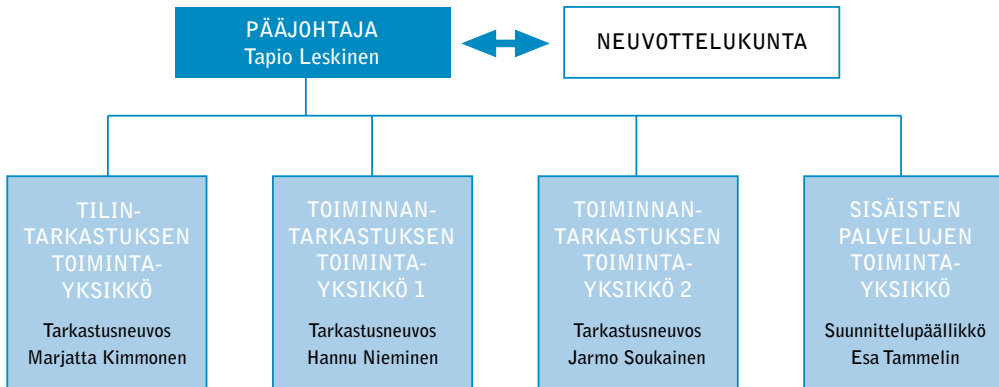 PÄÄJOHTAJA
Tapio Leskinen
NEUVOTTELUKUNTA
TILIN-
TARKASTUKSEN
TOIMINTA-
YKSIKKÖ
Tarkastusneuvos
Marjatta Kimmonen
TOIMINNAN-
TARKASTUKSEN
TOIMINTA-
YKSIKKÖ 1
Tarkastusneuvos
Hannu Nieminen
TOIMINNAN-
TARKASTUKSEN
TOIMINTA-
YKSIKKÖ 2
Tarkastusneuvos
Jarmo Soukainen
SISÄISTEN
PALVELUJEN
TOIMINTA-
YKSIKKÖ
Suunnittelupäällikkö
Esa Tammelin